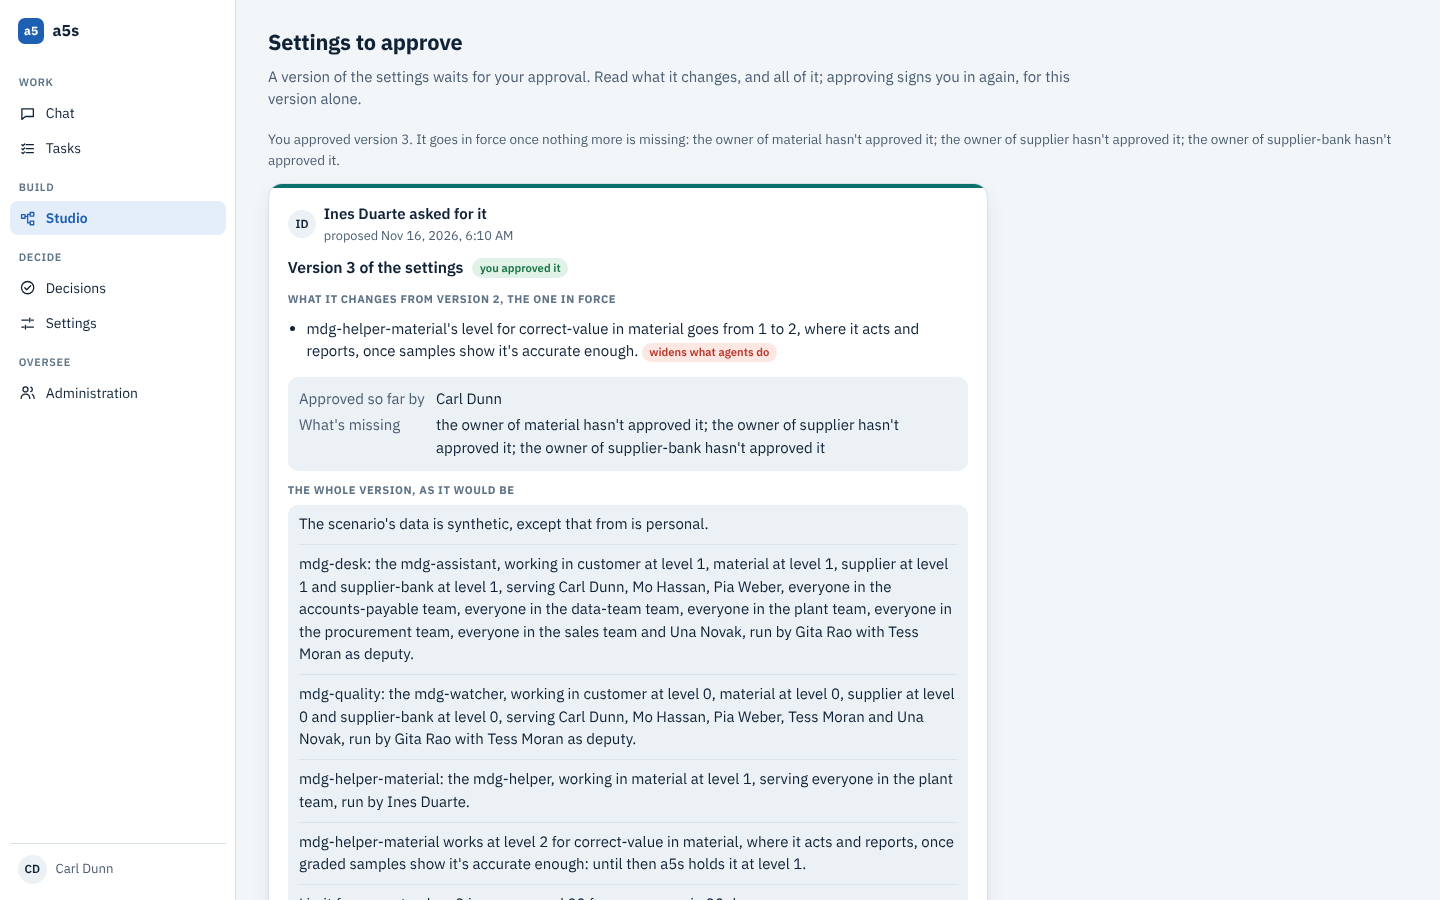 a5 a5s
WORK
Chat
Tasks
BUILD
Studio
DECIDE
Decisions
Settings
OVERSEE
Administration
CD Carl Dunn
Settings to approve
A version of the settings waits for your approval. Read what it changes, and all of it; approving signs you in again, for this
version alone.
You approved version 3. It goes in force once nothing more is missing: the owner of material hasn't approved it; the owner of supplier hasn't approved it; the owner of supplier-bank hasn't
approved it.
ID
Ines Duarte asked for it
proposed Nov 16, 2026, 6:10 AM
Version 3 of the settings you approved it
WHAT IT CHANGES FROM VERSION 2, THE ONE IN FORCE
• mdg-helper-material's level for correct-value in material goes from 1 to 2, where it acts and
reports, once samples show it's accurate enough. widens what agents do
Approved so far by Carl Dunn
What's missing the owner of material hasn't approved it; the owner of supplier hasn't
approved it; the owner of supplier-bank hasn't approved it
THE WHOLE VERSION, AS IT WOULD BE
The scenario's data is synthetic, except that from is personal.
mdg-desk: the mdg-assistant, working in customer at level 1, material at level 1, supplier at level
1 and supplier-bank at level 1, serving Carl Dunn, Mo Hassan, Pia Weber, everyone in the
accounts-payable team, everyone in the data-team team, everyone in the plant team, everyone in
the procurement team, everyone in the sales team and Una Novak, run by Gita Rao with Tess
Moran as deputy.
mdg-quality: the mdg-watcher, working in customer at level 0, material at level 0, supplier at level
0 and supplier-bank at level 0, serving Carl Dunn, Mo Hassan, Pia Weber, Tess Moran and Una
Novak, run by Gita Rao with Tess Moran as deputy.
mdg-helper-material: the mdg-helper, working in material at level 1, serving everyone in the plant
team, run by Ines Duarte.
mdg-helper-material works at level 2 for correct-value in material, where it acts and reports, once
graded samples show it's accurate enough: until then a5s holds it at level 1.